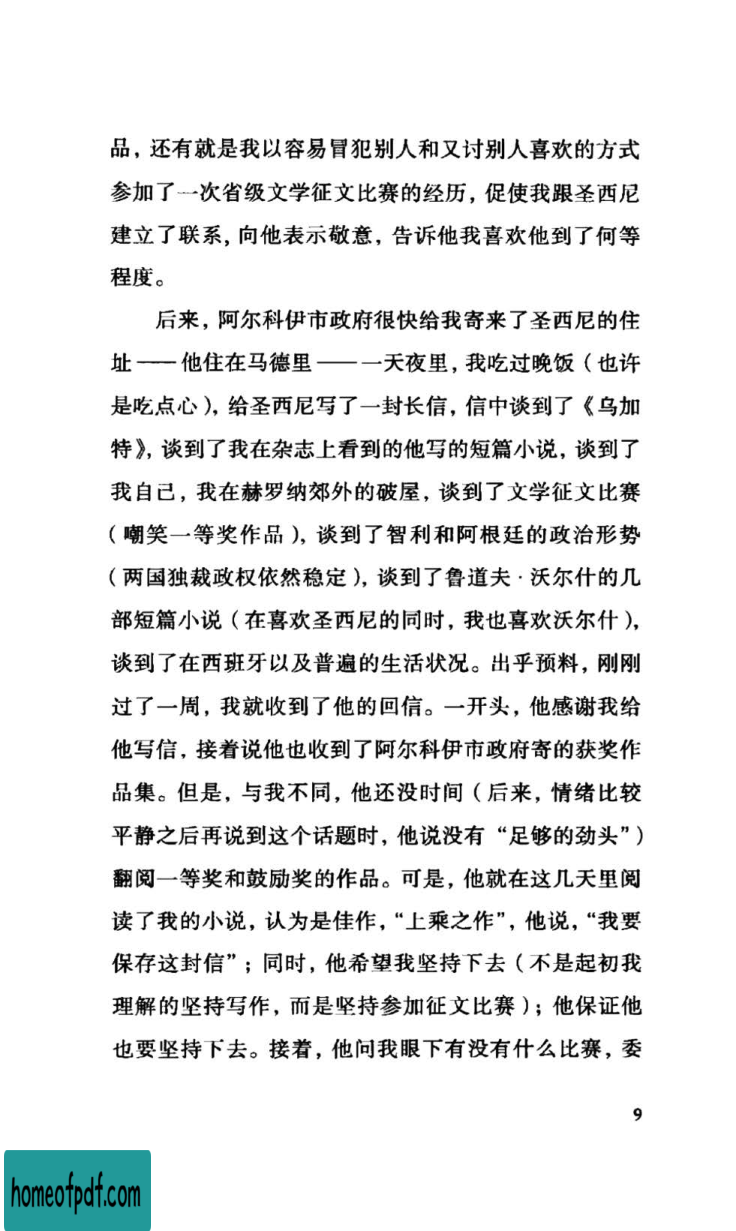 品，还有就是我以容易冒犯别人和又讨别人喜欢的方式
参加了一次省级文学征文比赛的经历，促使我跟圣西尼
建立了联系，向他表示敬意，告诉他我喜欢他到了何等
程度。
后来，阿尔科伊市政府很快给我寄来了圣西尼的住
址——他住在马德里——一天夜里，我吃过晚饭（也许
是吃点心），给圣西尼写了一封长信，信中谈到了《乌加
特》，谈到了我在杂志上看到的他写的短篇小说，谈到了
我自己，我在赫罗纳郊外的破屋，谈到了文学征文比赛
（嘲笑一等奖作品），谈到了智利和阿根廷的政治形势
（两国独裁政权依然稳定），谈到了鲁道夫·沃尔什的几
部短篇小说（在喜欢圣西尼的同时，我也喜欢沃尔什），
谈到了在西班牙以及普遍的生活状况。出乎预料，刚刚
过了一周，我就收到了他的回信。一开头，他感谢我给
他写信，接着说他也收到了阿尔科伊市政府寄的获奖作
品集。但是，与我不同，他还没时间（后来，情绪比较
平静之后再说到这个话题时，他说没有“足够的劲头”）
翻阅一等奖和鼓励奖的作品。可是，他就在这几天里阅
读了我的小说，认为是佳作，“上乘之作”，他说，“我要
保存这封信”；同时，他希望我坚持下去（不是起初我
理解的坚持写作，而是坚持参加征文比赛）；他保证他
也要坚持下去。接着，他问我眼下有没有什么比赛，委
9
homeofpdf.com